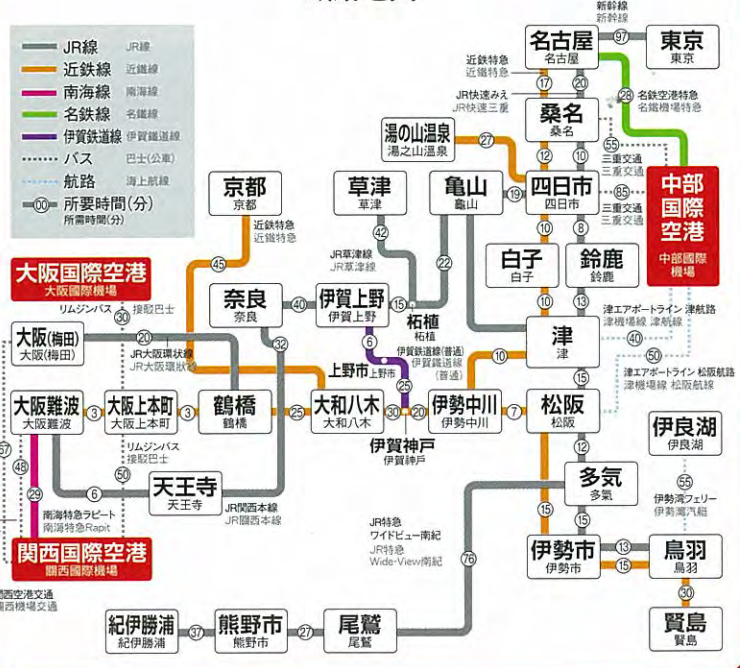 新幹線
新幹線
97
名古屋
名古屋
東京
東京
JR線 JR線
近鉄線 近鐵線
南海線 南海線
名鉄線 名鐵線
伊賀鉄道線 伊賀鐵道線
バス 巴士(公車)
航路 海上航線
00 所要時間(分)
所需時間(分)
近鉄特急
近鐵特急
17
20
JR快速みえ
JR快速三重
28
名鉄空港特急
名鐵機場特急
桑名
桑名
湯の山温泉
湯之山溫泉
27
12
10
55
三重交通
三重交通
京都
京都
草津
草津
亀山
龜山
19
四日市
四日市
85
三重交通
三重交通
中部
国際
空港
中部國際
機場
近鉄特急
近鐵特急
45
42
JR草津線
JR草津線
22
10
8
白子
白子
鈴鹿
鈴鹿
大阪国際空港
大阪國際機場
奈良
奈良
40
伊賀上野
伊賀上野
15
柘植
柘植
10
13
リムジンバス 接駁巴士
30
大阪(梅田)
大阪(梅田)
20
JR大阪環状線
JR大阪環狀線
32
6
伊賀鉄道線(普通)
伊賀鐵道線
(普通)
津
津
津エアポートライン 津航路
津機場線 津航線
40
50
津エアポートライン 松阪航路
津機場線 松阪航線
上野市 上野市
25
10
15
大阪難波
大阪難波
3
大阪上本町
大阪上本町
3
鶴橋
鶴橋
25
大和八木
大和八木
30
20
伊賀神戸
伊賀神戶
伊勢中川
伊勢中川
7
松阪
松阪
伊良湖
伊良湖
リムジンバス
接駁巴士
57
48
50
29
6
天王寺
天王寺
JR関西本線
JR關西本線
12
多気
多氣
55
伊勢湾フェリー
伊勢灣汽艇
南海特急ラピート
南海特急Rapit
JR特急
ワイドビュー南紀
JR特急
Wide-View南紀
76
15
15
関西国際空港
關西國際機場
伊勢市
伊勢市
13
15
鳥羽
鳥羽
関西空港交通
關西機場交通
30
紀伊勝浦
紀伊勝浦
37
熊野市
熊野市
27
尾鷲
尾鷲
賢島
賢島